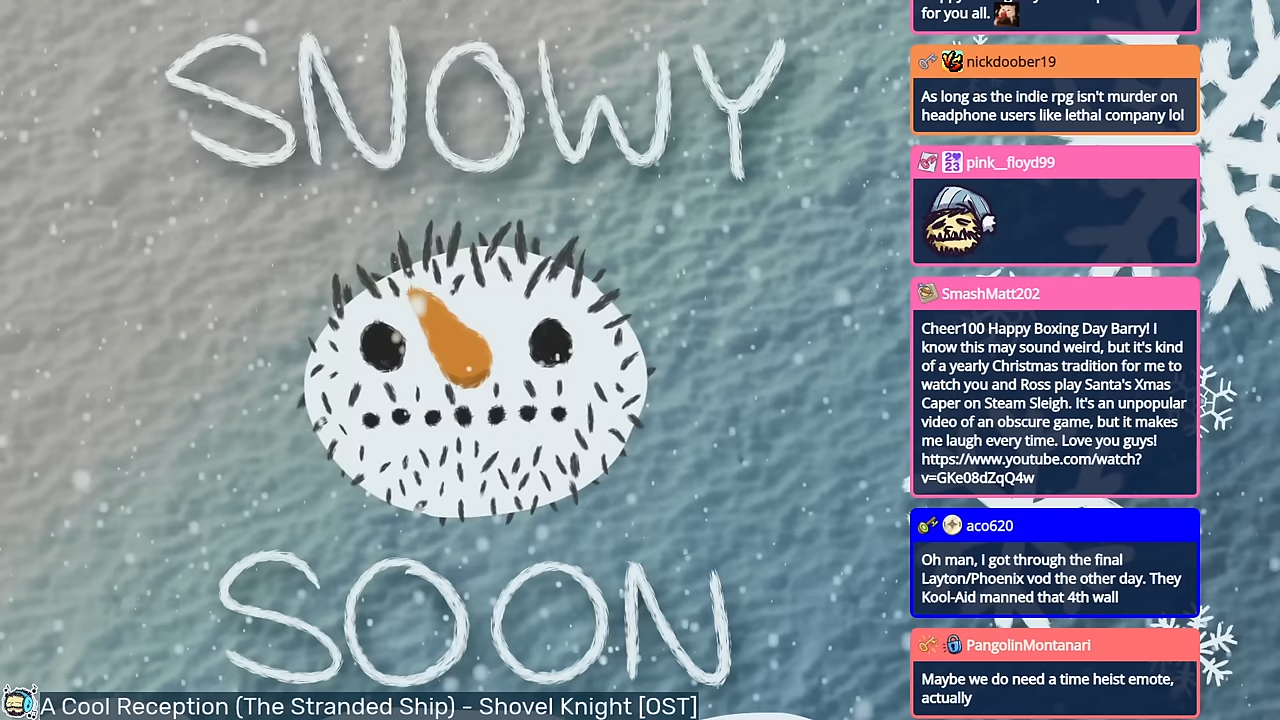 SNOWY
SOON
A Cool Reception (The Stranded Ship) - Shovel Knight [OST]
for you all.
nickdoober19
As long as the indie rpg isn't murder on
headphone users like lethal company lol
2 23 pink__floyd99
SmashMatt202
Cheer100 Happy Boxing Day Barry! I
know this may sound weird, but it's kind
of a yearly Christmas tradition for me to
watch you and Ross play Santa's Xmas
Caper on Steam Sleigh. It's an unpopular
video of an obscure game, but it makes
me laugh every time. Love you guys!
https://www.youtube.com/watch?
v=GKe08dZqQ4w
aco620
Oh man, I got through the final
Layton/Phoenix vod the other day. They
Kool-Aid manned that 4th wall
PangolinMontanari
Maybe we do need a time heist emote,
actually